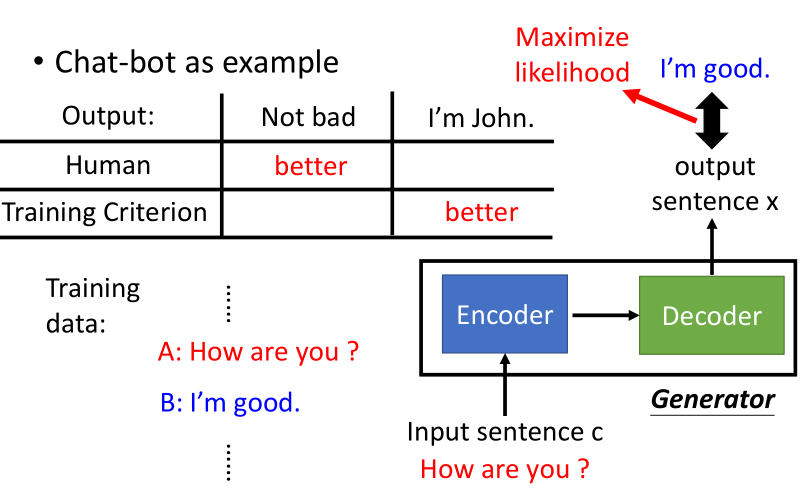 • Chat-bot as example
Output: Not bad I’m John.
Human better
Training Criterion better
Training
data:
A: How are you ?
B: I’m good.
Maximize
likelihood
I’m good.
output
sentence x
Encoder Decoder
Generator
Input sentence c
How are you ?